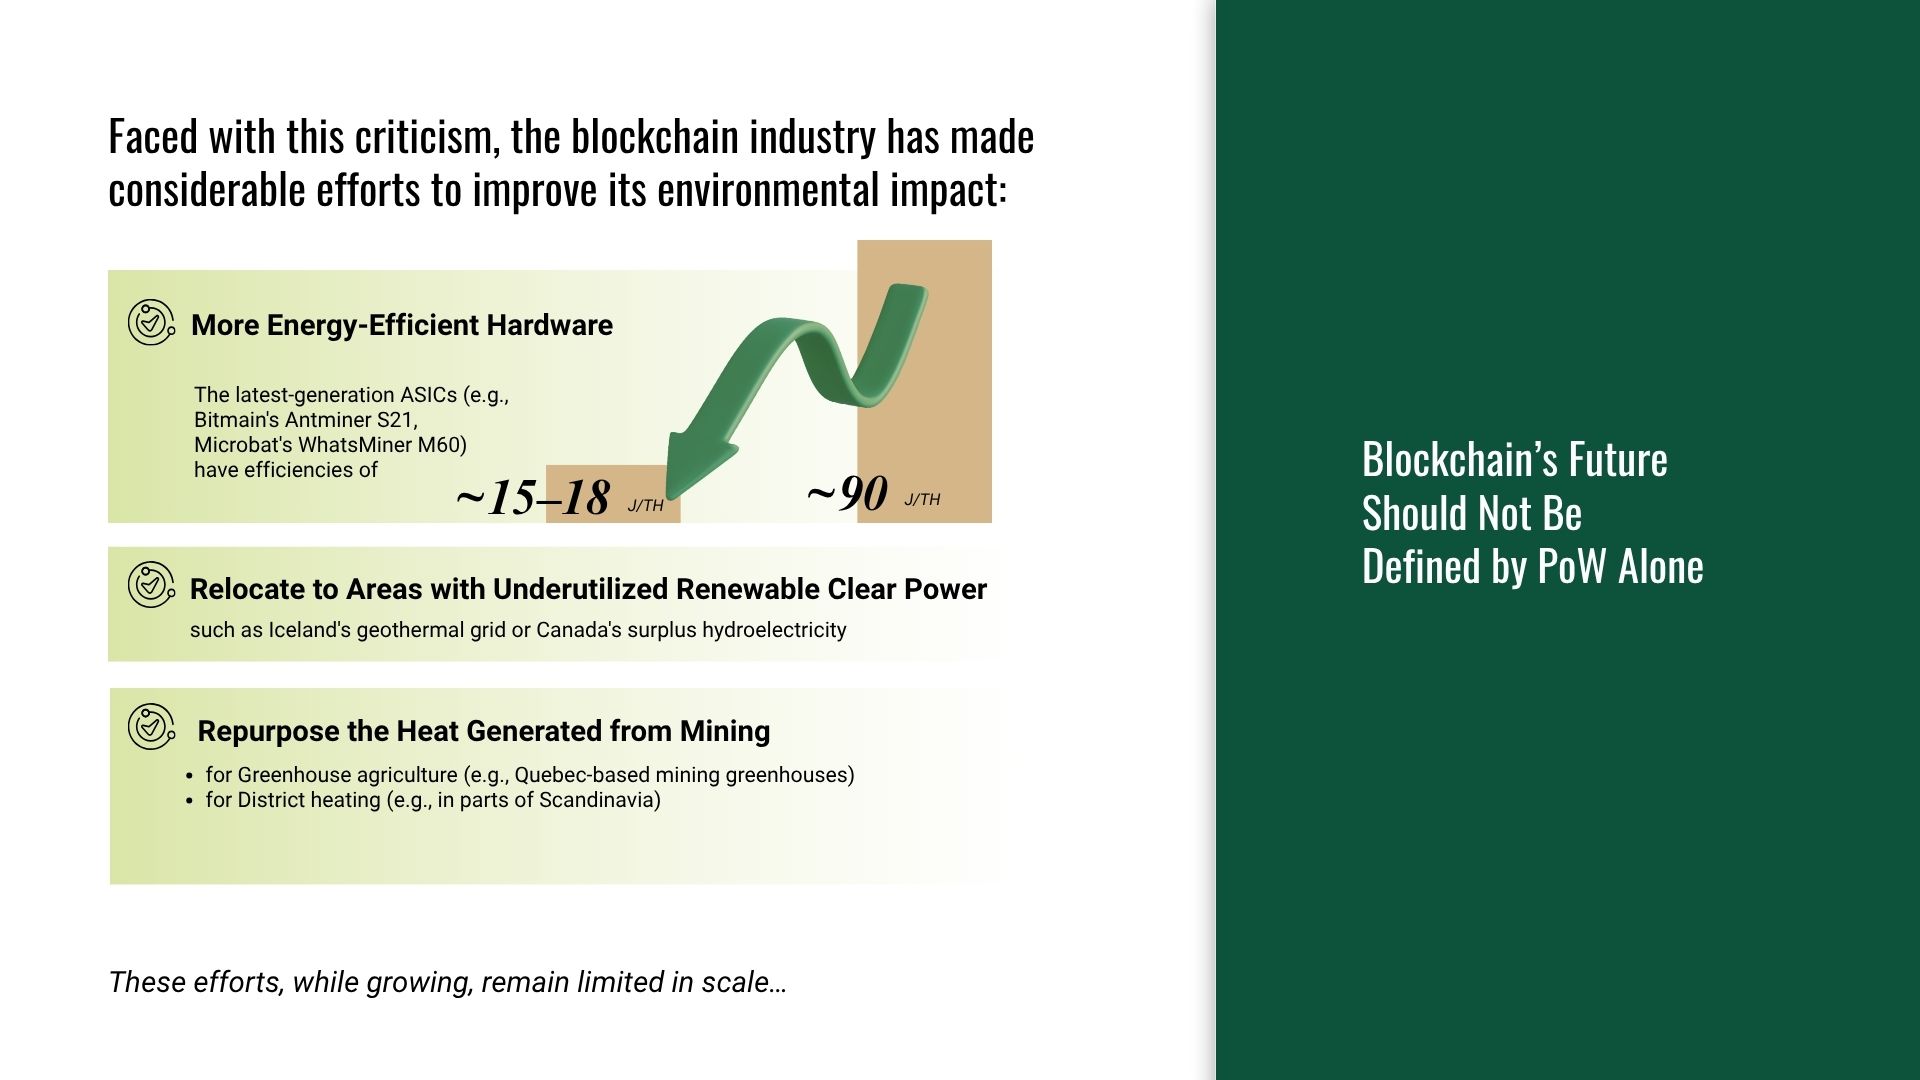 Faced with this criticism, the blockchain industry has made
considerable efforts to improve its environmental impact:
More Energy-Efficient Hardware
The latest-generation ASICs (e.g.,
Bitmain's Antminer S21,
Microbat's WhatsMiner M60)
have efficiencies of
~15–18 J/TH
~90 J/TH
Relocate to Areas with Underutilized Renewable Clear Power
such as Iceland's geothermal grid or Canada's surplus hydroelectricity
Repurpose the Heat Generated from Mining
• for Greenhouse agriculture (e.g., Quebec-based mining greenhouses)
• for District heating (e.g., in parts of Scandinavia)
These efforts, while growing, remain limited in scale…
Blockchain’s Future
Should Not Be
Defined by PoW Alone